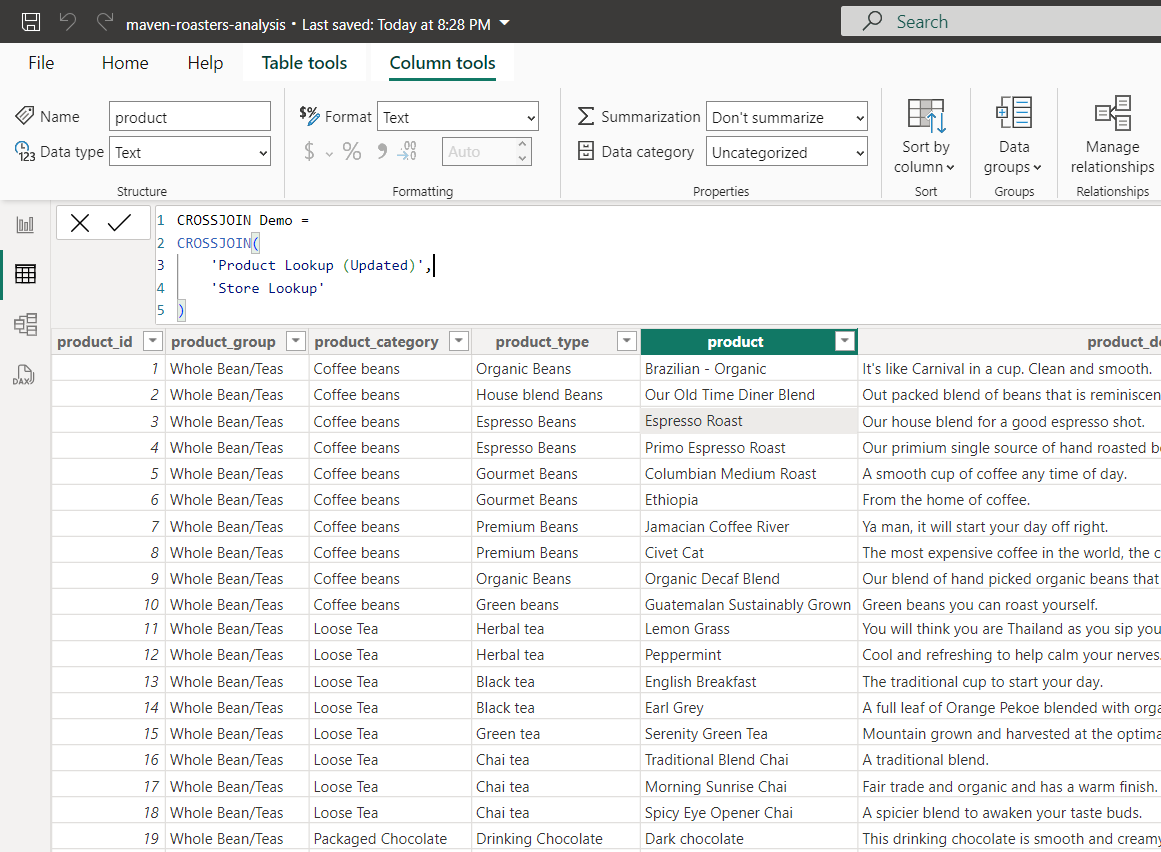 maven-roasters-analysis • Last saved: Today at 8:28 PM
Search
File Home Help Table tools Column tools
Name product
Data type Text
Structure
Format Text
$ % 9 .00 Auto
Formatting
Summarization Don't summarize
Data category Uncategorized
Properties
Sort by column
Sort
Data groups
Groups
Manage relationships
Relationships
1 CROSSJOIN Demo =
2 CROSSJOIN(
3 'Product Lookup (Updated)',
4 'Store Lookup'
5 )
product_id product_group product_category product_type product product_de
1 Whole Bean/Teas Coffee beans Organic Beans Brazilian - Organic It's like Carnival in a cup. Clean and smooth.
2 Whole Bean/Teas Coffee beans House blend Beans Our Old Time Diner Blend Out packed blend of beans that is reminiscen
3 Whole Bean/Teas Coffee beans Espresso Beans Espresso Roast Our house blend for a good espresso shot.
4 Whole Bean/Teas Coffee beans Espresso Beans Primo Espresso Roast Our primium single source of hand roasted b
5 Whole Bean/Teas Coffee beans Gourmet Beans Columbian Medium Roast A smooth cup of coffee any time of day.
6 Whole Bean/Teas Coffee beans Gourmet Beans Ethiopia From the home of coffee.
7 Whole Bean/Teas Coffee beans Premium Beans Jamacian Coffee River Ya man, it will start your day off right.
8 Whole Bean/Teas Coffee beans Premium Beans Civet Cat The most expensive coffee in the world, the c
9 Whole Bean/Teas Coffee beans Organic Beans Organic Decaf Blend Our blend of hand picked organic beans that
10 Whole Bean/Teas Coffee beans Green beans Guatemalan Sustainably Grown Green beans you can roast yourself.
11 Whole Bean/Teas Loose Tea Herbal tea Lemon Grass You will think you are Thailand as you sip you
12 Whole Bean/Teas Loose Tea Herbal tea Peppermint Cool and refreshing to help calm your nerves.
13 Whole Bean/Teas Loose Tea Black tea English Breakfast The traditional cup to start your day.
14 Whole Bean/Teas Loose Tea Black tea Earl Grey A full leaf of Orange Pekoe blended with orga
15 Whole Bean/Teas Loose Tea Green tea Serenity Green Tea Mountain grown and harvested at the optima
16 Whole Bean/Teas Loose Tea Chai tea Traditional Blend Chai A traditional blend.
17 Whole Bean/Teas Loose Tea Chai tea Morning Sunrise Chai Fair trade and organic and has a warm finish.
18 Whole Bean/Teas Loose Tea Chai tea Spicy Eye Opener Chai A spicier blend to awaken your taste buds.
19 Whole Bean/Teas Packaged Chocolate Drinking Chocolate Dark chocolate This drinking chocolate is smooth and creamy